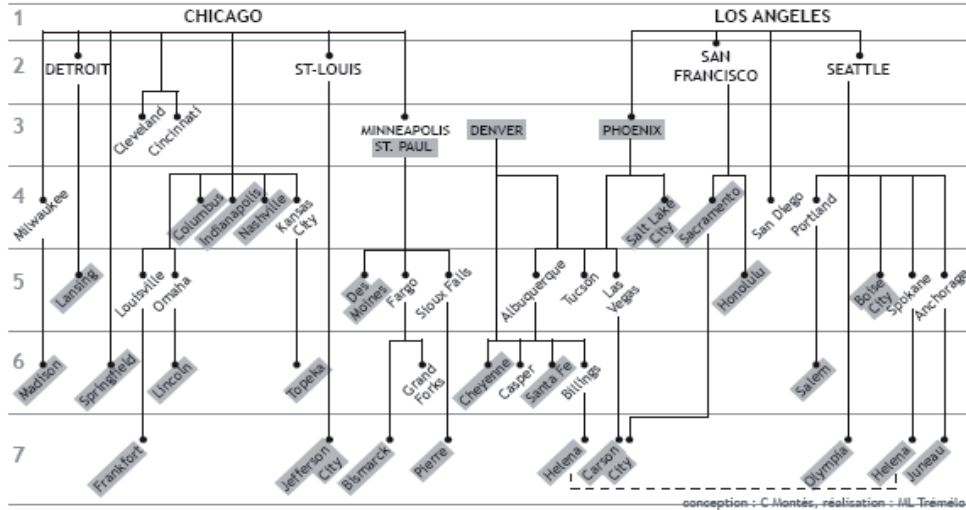 1
CHICAGO
LOS ANGELES
2
DETROIT
ST-LOUIS
SAN
FRANCISCO
SEATTLE
3
Cleveland
Cincinnati
MINNEAPOLIS
ST. PAUL
DENVER
PHOENIX
4
Milwaukee
Columbus
Indianapolis
Nashville
Kansas
City
Salt Lake
City
Sacramento
San Diego
Portland
5
Lansing
Louisville
Omaha
Des
Moines
Fargo
Sioux Falls
Albuquerque
Tucson
Las
Vegas
Honolulu
Boise
City
Spokane
Anchorage
6
Madison
Springfield
Lincoln
Topeka
Grand
Forks
Cheyenne
Casper
Santa Fe
Billings
Salem
7
Frankfort
Jefferson
City
Bismarck
Pierre
Helena
Carson
City
Olympia
Helena
Juneau
conception : C Montès, réalisation : ML Trémélo